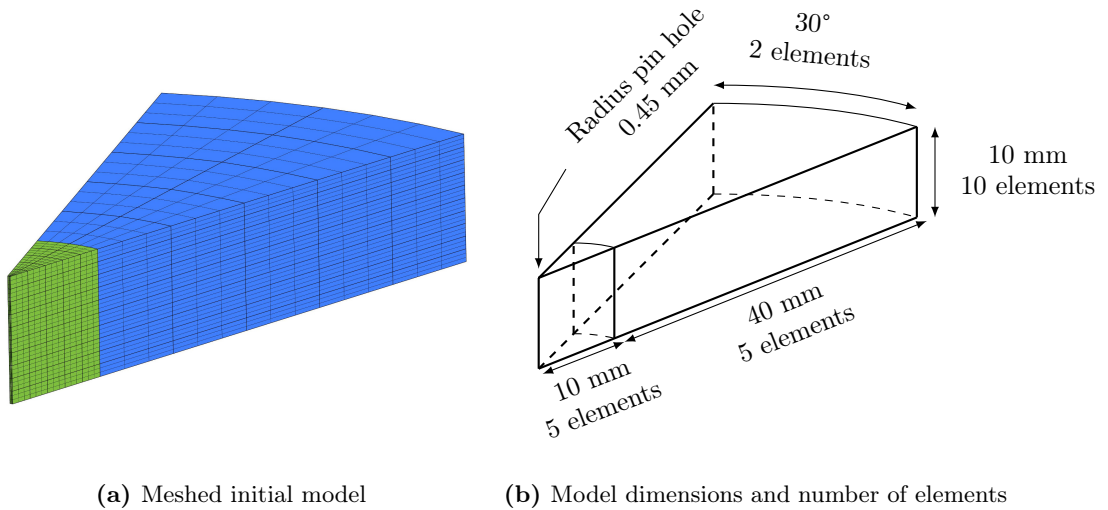 Radius pin hole
0.45 mm
30°
2 elements
10 mm
10 elements
40 mm
5 elements
10 mm
5 elements
(a) Meshed initial model
(b) Model dimensions and number of elements